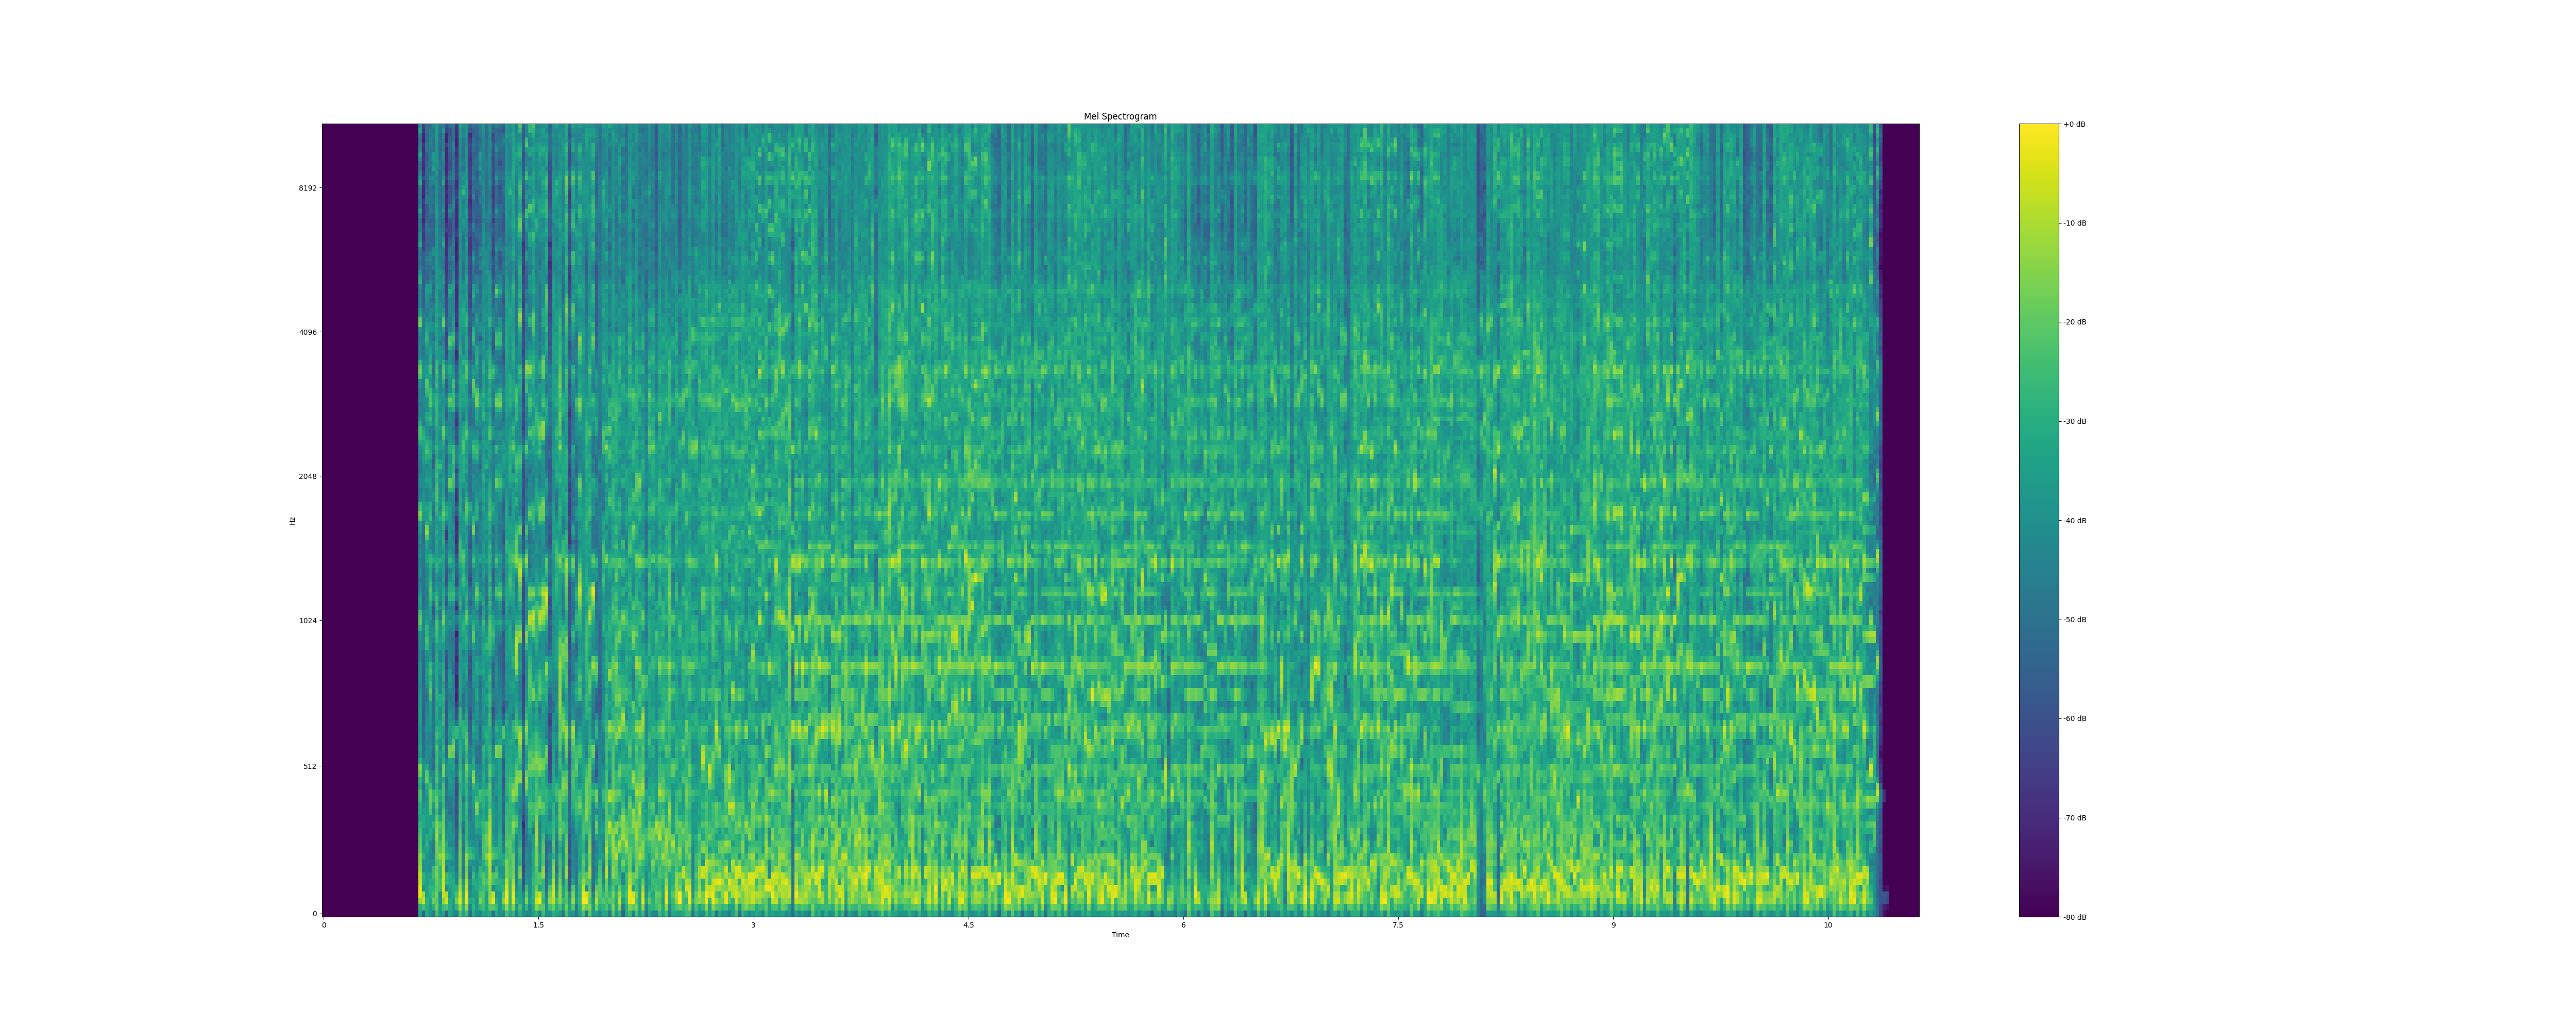 Mel Spectrogram
8192
4096
2048
1024
512
0
Hz
0 1.5 3 4.5 6 7.5 9 10
Time
+0 dB
-10 dB
-20 dB
-30 dB
-40 dB
-50 dB
-60 dB
-70 dB
-80 dB